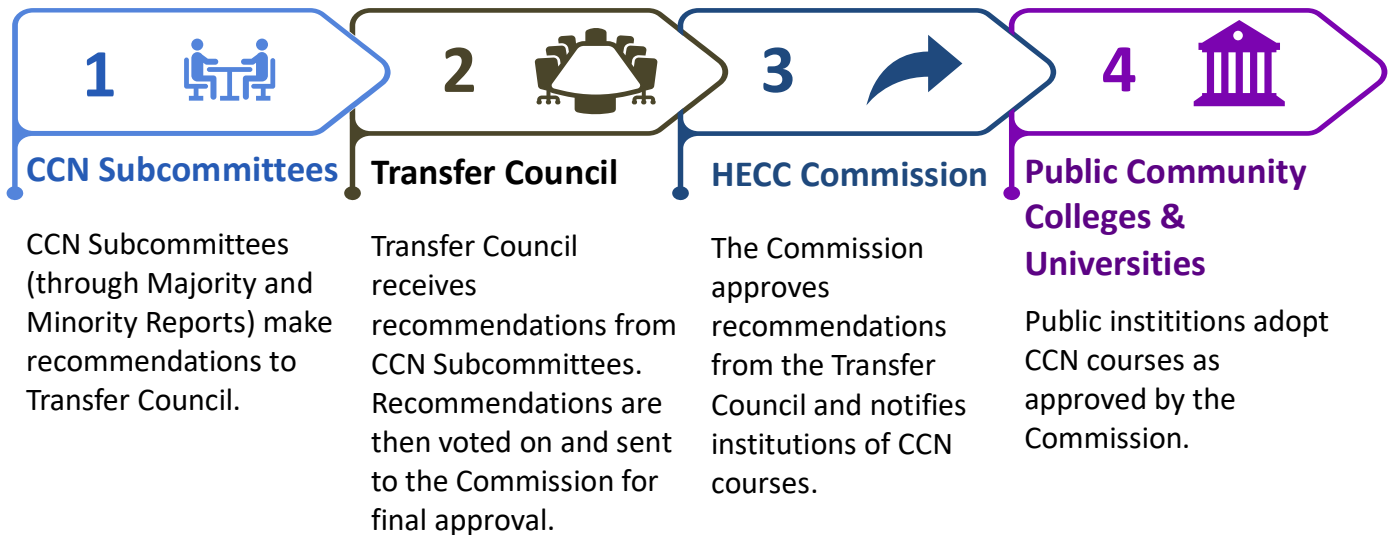 1
CCN Subcommittees
CCN Subcommittees
(through Majority and
Minority Reports) make
recommendations to
Transfer Council.
2
Transfer Council
Transfer Council
receives
recommendations from
CCN Subcommittees.
Recommendations are
then voted on and sent
to the Commission for
final approval.
3
HECC Commission
The Commission
approves
recommendations
from the Transfer
Council and notifies
institutions of CCN
courses.
4
Public Community
Colleges &
Universities
Public instititions adopt
CCN courses as
approved by the
Commission.